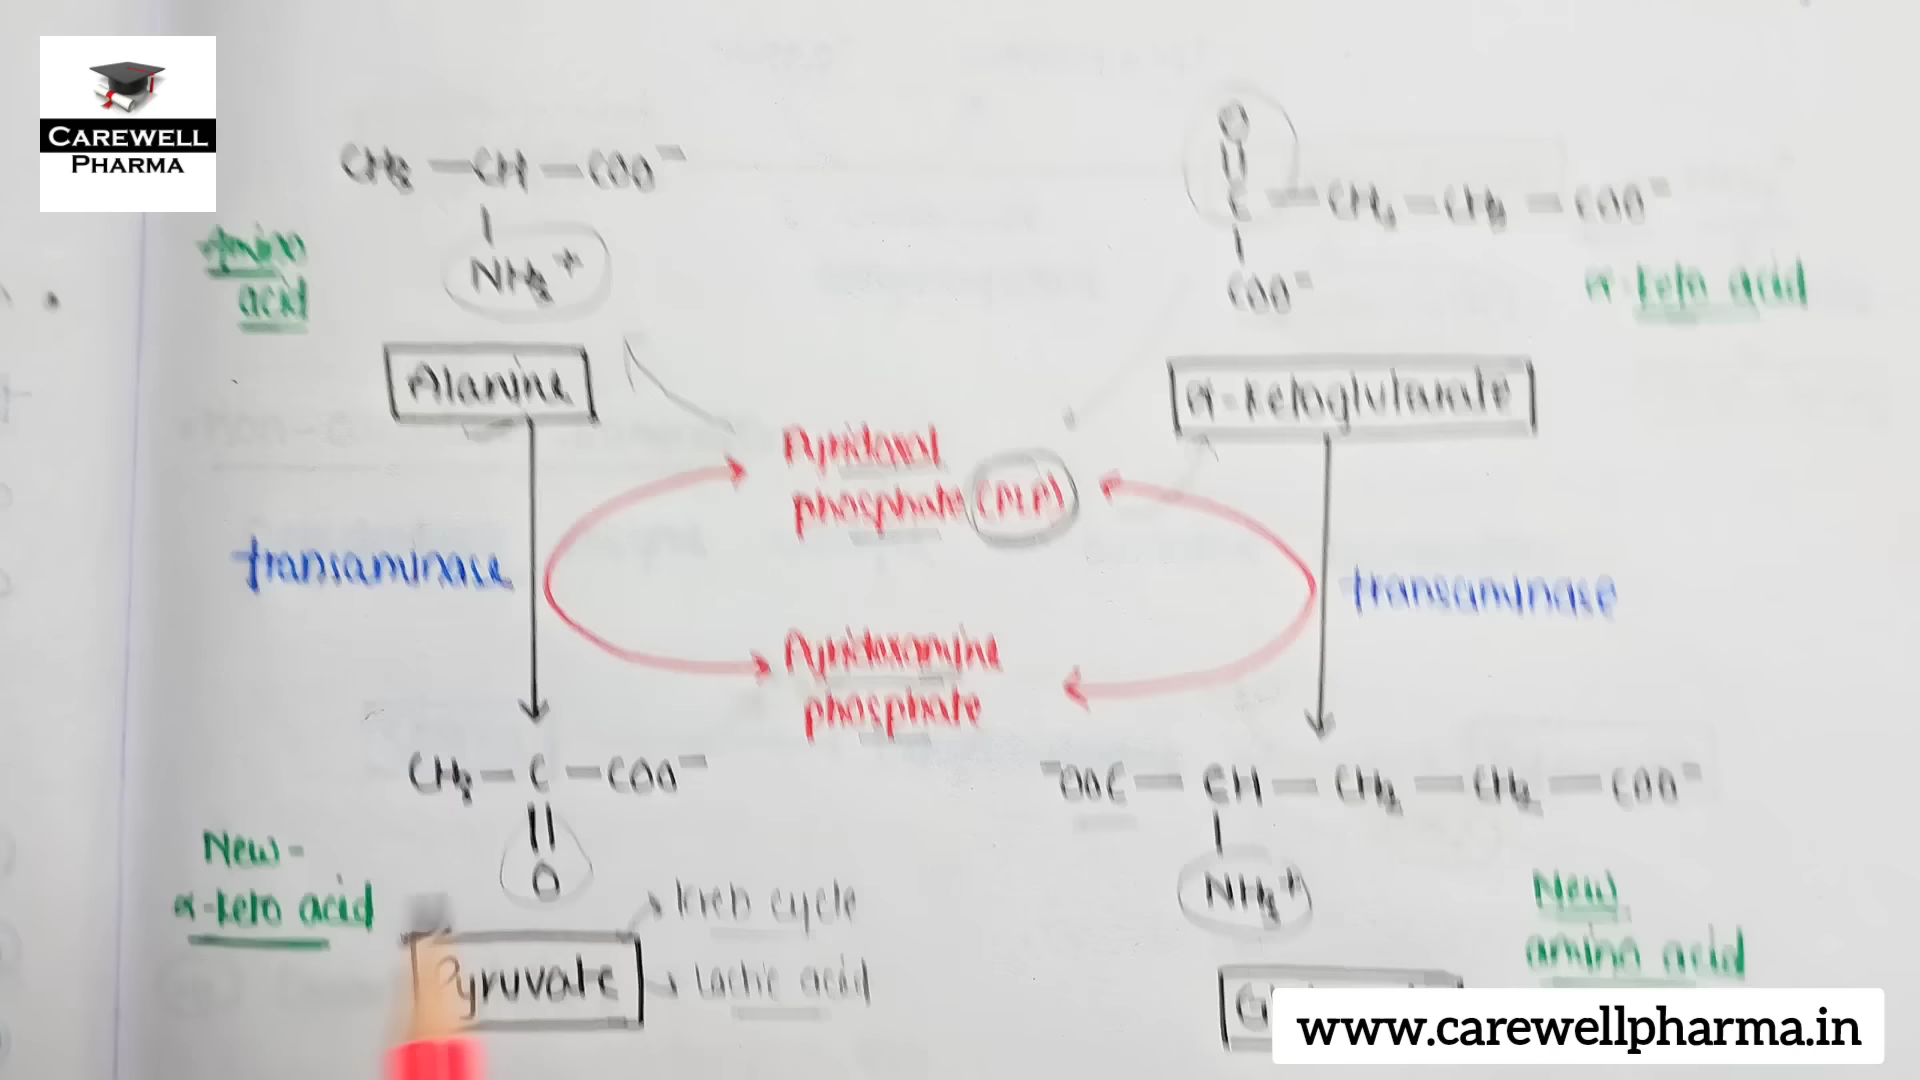 CAREWELL
PHARMA
CH3 — CH — COO⁻
NH3⁺
Amino
acid
Alanine
O
C — CH2 — CH2 — COO⁻
COO⁻
α-keto acid
α-ketoglutarate
Pyridoxal
phosphate (PLP)
transaminase
transaminase
Pyridoxamine
phosphate
CH3 — C — COO⁻
O
New-
α-keto acid
Pyruvate
kreb cycle
Lactic acid
⁻OOC — CH — CH2 — CH2 — COO⁻
NH3⁺
New
amino acid
www.carewellpharma.in